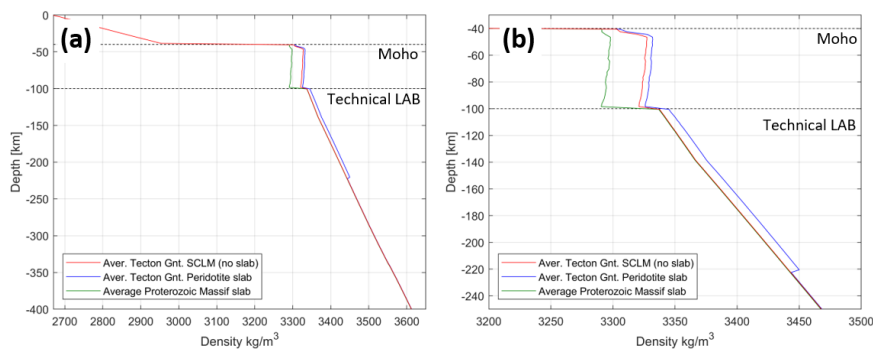 (a)
0
-50
-100
-150
-200
-250
-300
-350
-400
Depth [km]
Moho
Technical LAB
Aver. Tecton Gnt. SCLM (no slab)
Aver. Tecton Gnt. Peridotite slab
Average Proterozoic Massif slab
2700 2800 2900 3000 3100 3200 3300 3400 3500 3600
Density kg/m³
(b)
-40
-60
-80
-100
-120
-140
-160
-180
-200
-220
-240
Depth [km]
Moho
Technical LAB
Aver. Tecton Gnt. SCLM (no slab)
Aver. Tecton Gnt. Peridotite slab
Average Proterozoic Massif slab
3200 3250 3300 3350 3400 3450 3500
Density kg/m³